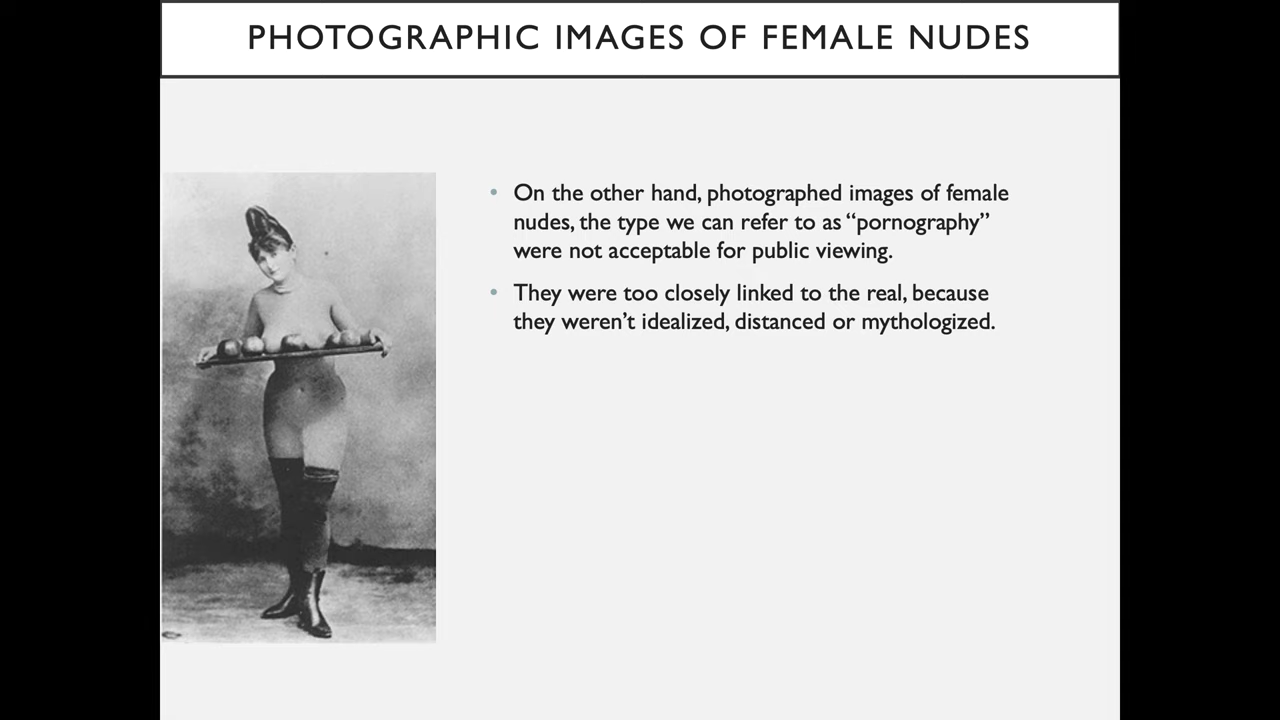 PHOTOGRAPHIC IMAGES OF FEMALE NUDES
• On the other hand, photographed images of female
nudes, the type we can refer to as “pornography”
were not acceptable for public viewing.
• They were too closely linked to the real, because
they weren’t idealized, distanced or mythologized.